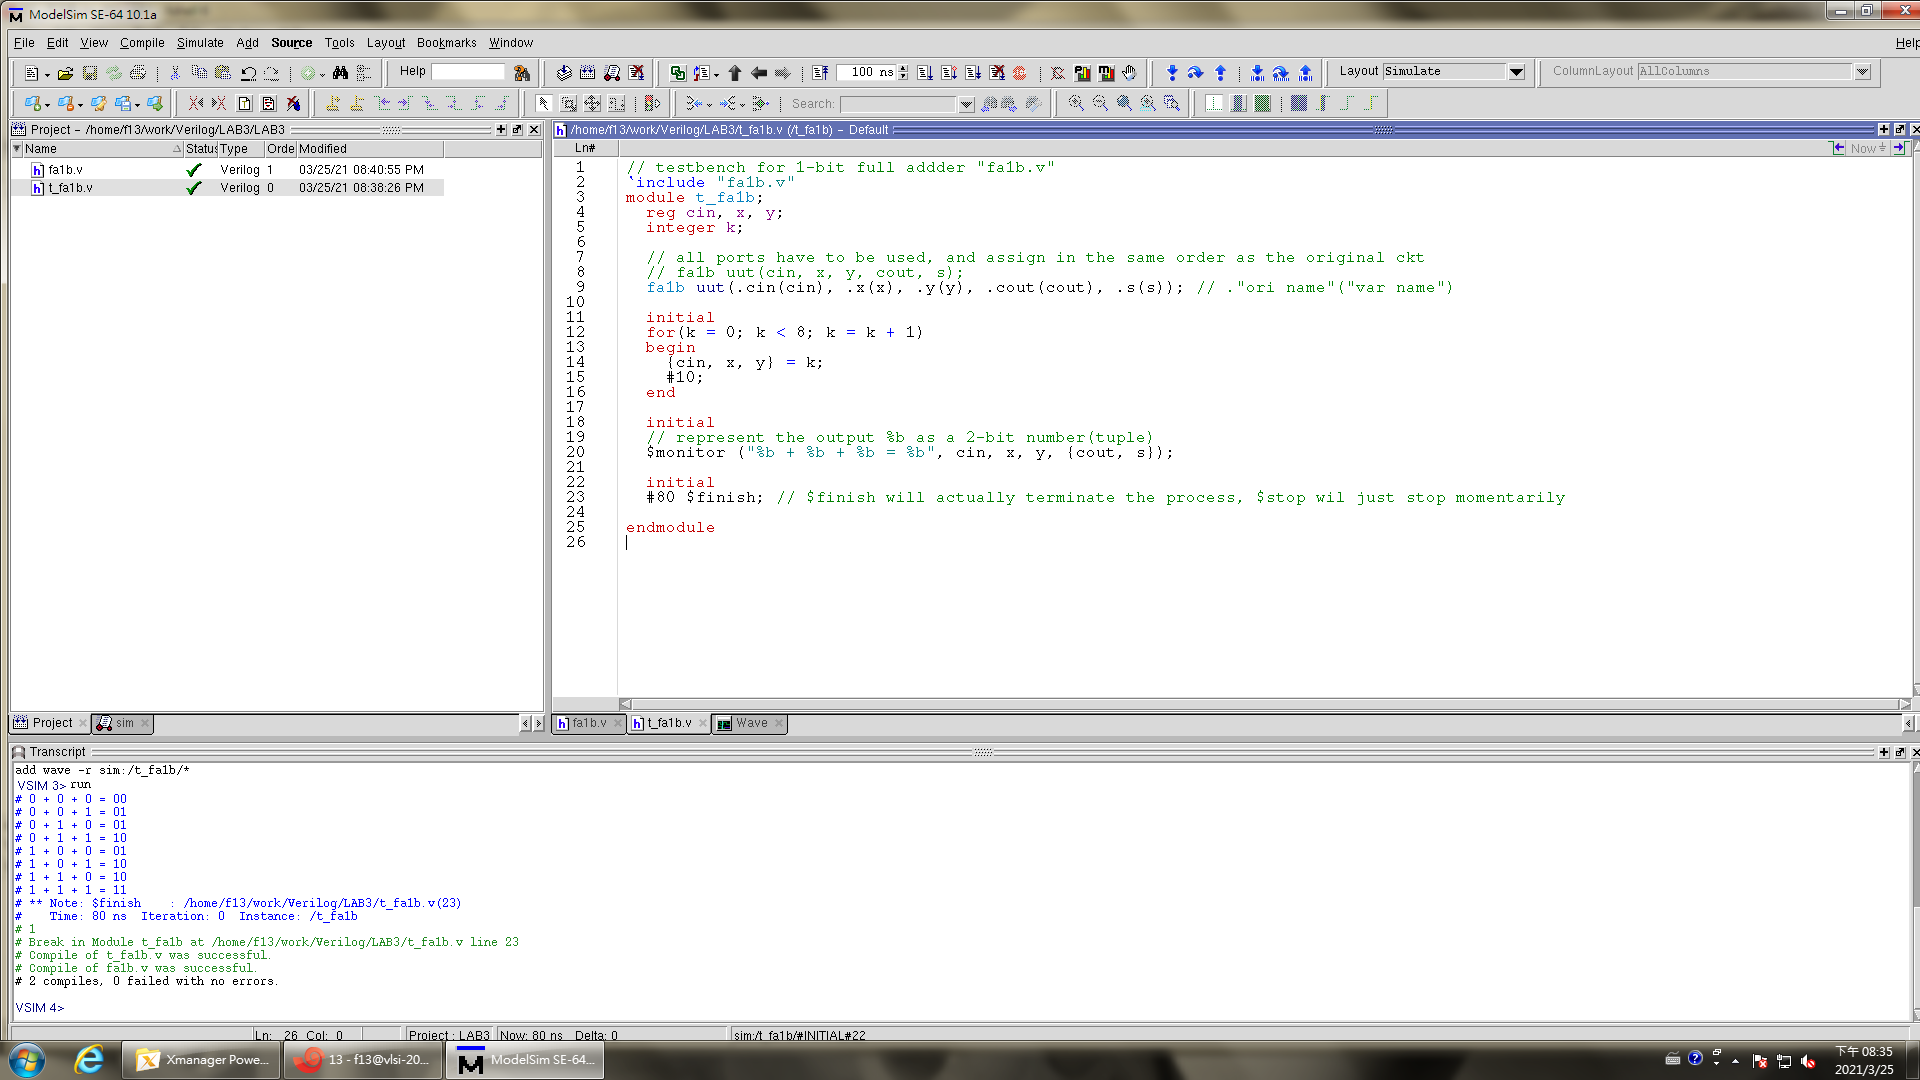 ModelSim SE-64 10.1a
File Edit View Compile Simulate Add Source Tools Layout Bookmarks Window Help
Help 100 ns Layout Simulate ColumnLayout AllColumns
Search:
Project - /home/f13/work/Verilog/LAB3/LAB3
Name Status Type Orde Modified
fa1b.v Verilog 1 03/25/21 08:40:55 PM
t_fa1b.v Verilog 0 03/25/21 08:38:26 PM
/home/f13/work/Verilog/LAB3/t_fa1b.v (/t_fa1b) - Default
Ln# Now
1 // testbench for 1-bit full addder "fa1b.v"
2 `include "fa1b.v"
3 module t_fa1b;
4 reg cin, x, y;
5 integer k;
6
7 // all ports have to be used, and assign in the same order as the original ckt
8 // fa1b uut(cin, x, y, cout, s);
9 fa1b uut(.cin(cin), .x(x), .y(y), .cout(cout), .s(s)); // ."ori name"("var name")
10
11 initial
12 for(k = 0; k < 8; k = k + 1)
13 begin
14 {cin, x, y} = k;
15 #10;
16 end
17
18 initial
19 // represent the output %b as a 2-bit number(tuple)
20 $monitor ("%b + %b + %b = %b", cin, x, y, {cout, s});
21
22 initial
23 #80 $finish; // $finish will actually terminate the process, $stop wil just stop momentarily
24
25 endmodule
26
Project sim
fa1b.v t_fa1b.v Wave
Transcript
add wave -r sim:/t_fa1b/*
VSIM 3> run
# 0 + 0 + 0 = 00
# 0 + 0 + 1 = 01
# 0 + 1 + 0 = 01
# 0 + 1 + 1 = 10
# 1 + 0 + 0 = 01
# 1 + 0 + 1 = 10
# 1 + 1 + 0 = 10
# 1 + 1 + 1 = 11
# ** Note: $finish : /home/f13/work/Verilog/LAB3/t_fa1b.v(23)
# Time: 80 ns Iteration: 0 Instance: /t_fa1b
# 1
# Break in Module t_fa1b at /home/f13/work/Verilog/LAB3/t_fa1b.v line 23
# Compile of t_fa1b.v was successful.
# Compile of fa1b.v was successful.
# 2 compiles, 0 failed with no errors.
VSIM 4>
Ln: 26 Col: 0 Project : LAB3 Now: 80 ns Delta: 0 sim:/t_fa1b/#INITIAL#22
Xmanager Powe... 13 - f13@vlsi-20... ModelSim SE-64... 下午 08:35
2021/3/25